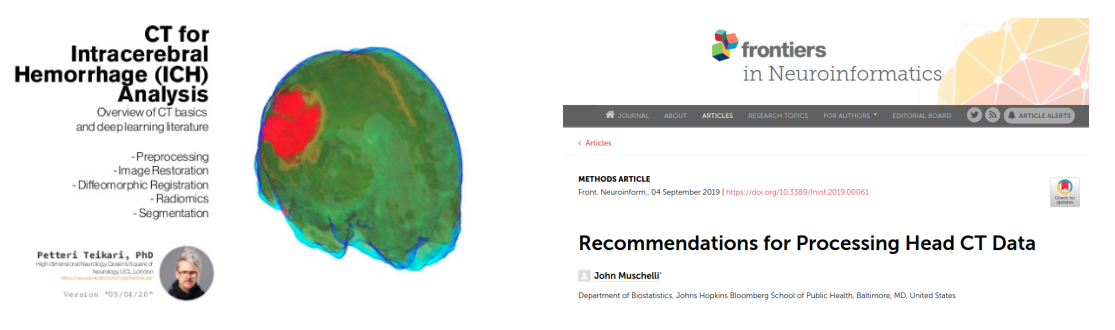 CT for
Intracerebral
Hemorrhage (ICH)
Analysis
Overview of CT basics
and deep learning literature
- Preprocessing
- Image Restoration
- Diffeomorphic Registration
- Radiomics
- Segmentation
Petteri Teikari, PhD
High-dimensional Neurology, Queen's Square of
Neurology, UCL, London
Version "05/04/20"
frontiers
in Neuroinformatics
JOURNAL ABOUT ARTICLES RESEARCH TOPICS FOR AUTHORS EDITORIAL BOARD ARTICLE ALERTS
‹ Articles
METHODS ARTICLE
Front. Neuroinform., 04 September 2019 | https://doi.org/10.3389/fninf.2019.00061
Check for
updates
Recommendations for Processing Head CT Data
John Muschelli*
Department of Biostatistics, Johns Hopkins Bloomberg School of Public Health, Baltimore, MD, United States